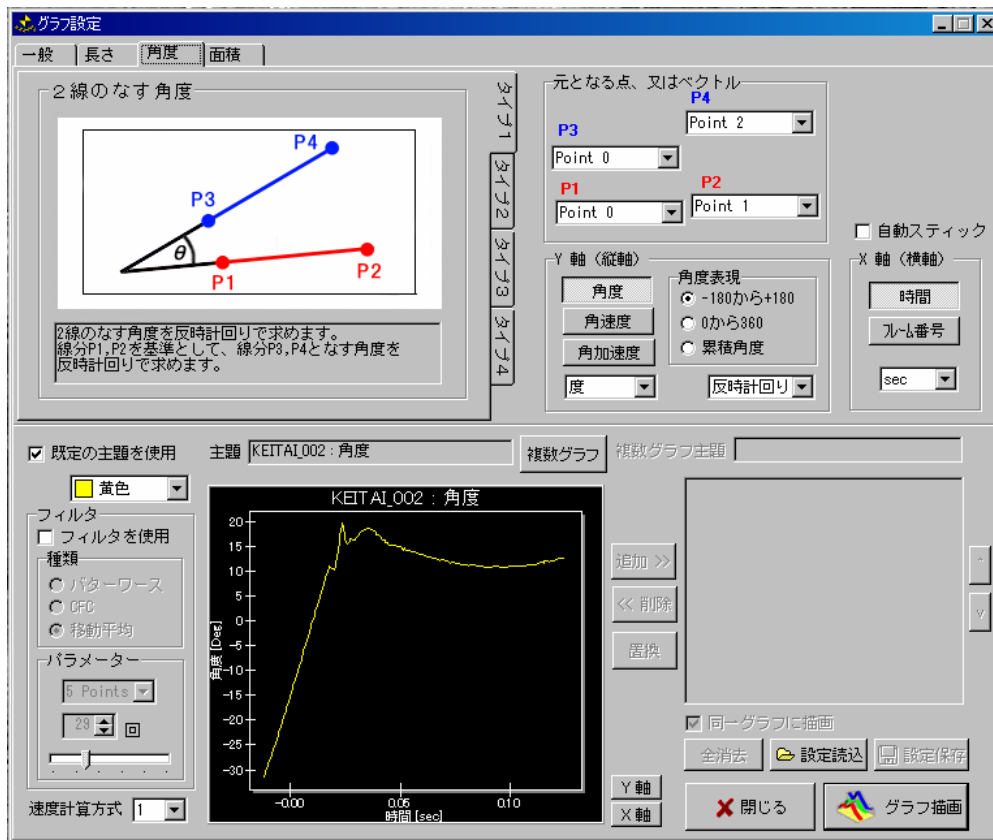 グラフ設定
一般 長さ 角度 面積
2線のなす角度
P4
P3
θ
P1
P2
2線のなす角度を反時計回りで求めます。
線分P1,P2を基準として、線分P3,P4となす角度を
反時計回りで求めます。
タイプ1
タイプ2
タイプ3
タイプ4
元となる点、又はベクトル
P4
Point 2
P3
Point 0
P1
Point 0
P2
Point 1
Y 軸 (縦軸)
角度
角速度
角加速度
度
角度表現
-180から+180
0から360
累積角度
反時計回り
自動スティック
X 軸 (横軸)
時間
フレーム番号
sec
既定の主題を使用
主題 KEITAI_002 : 角度
複数グラフ
複数グラフ主題
黄色
フィルタ
フィルタを使用
種類
バターワース
CFC
移動平均
パラメーター
5 Points
29 回
速度計算方式 1
KEITAI_002 : 角度
角度 [Deg]
20
15
10
5
0
-5
-10
-15
-20
-25
-30
-0.00 0.05 0.10
時間 [sec]
追加 >>
<< 削除
置換
^
v
同一グラフに描画
全消去 設定読込 設定保存
Y 軸
X 軸
閉じる
グラフ描画